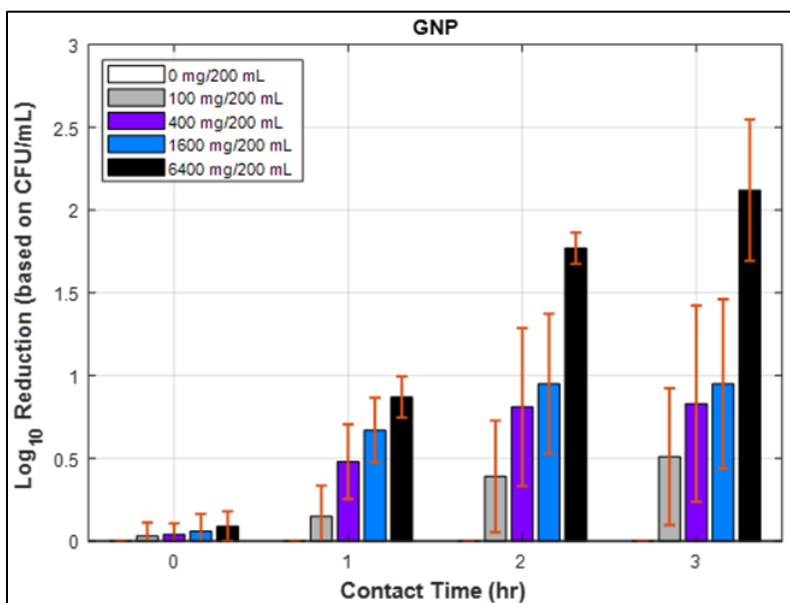 GNP
3
2.5
2
1.5
1
0.5
0
0 mg/200 mL
100 mg/200 mL
400 mg/200 mL
1600 mg/200 mL
6400 mg/200 mL
Log10 Reduction (based on CFU/mL)
0 1 2 3
Contact Time (hr)